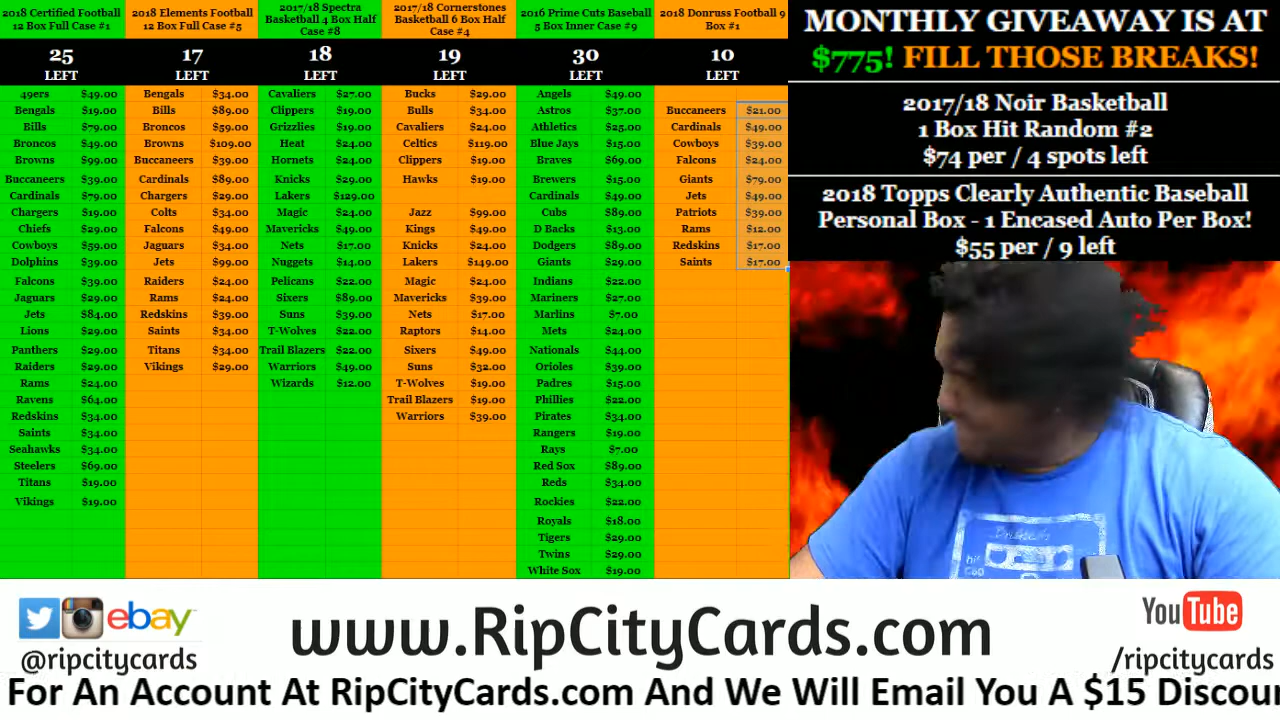 2018 Certified Football
12 Box Full Case #1
25
LEFT
49ers $49.00
Bengals $19.00
Bills $79.00
Broncos $49.00
Browns $99.00
Buccaneers $39.00
Cardinals $79.00
Chargers $19.00
Chiefs $29.00
Cowboys $59.00
Dolphins $39.00
Falcons $39.00
Jaguars $29.00
Jets $84.00
Lions $29.00
Panthers $29.00
Raiders $29.00
Rams $24.00
Ravens $64.00
Redskins $34.00
Saints $34.00
Seahawks $34.00
Steelers $69.00
Titans $19.00
Vikings $19.00
2018 Elements Football
12 Box Full Case #5
17
LEFT
Bengals $34.00
Bills $89.00
Broncos $59.00
Browns $109.00
Buccaneers $39.00
Cardinals $89.00
Chargers $29.00
Colts $34.00
Falcons $49.00
Jaguars $34.00
Jets $99.00
Raiders $24.00
Rams $24.00
Redskins $39.00
Saints $34.00
Titans $34.00
Vikings $29.00
2017/18 Spectra
Basketball 4 Box Half
Case #8
18
LEFT
Cavaliers $27.00
Clippers $19.00
Grizzlies $19.00
Heat $24.00
Hornets $24.00
Knicks $29.00
Lakers $129.00
Magic $24.00
Mavericks $49.00
Nets $17.00
Nuggets $14.00
Pelicans $22.00
Sixers $89.00
Suns $39.00
T-Wolves $22.00
Trail Blazers $22.00
Warriors $49.00
Wizards $12.00
2017/18 Cornerstones
Basketball 6 Box Half
Case #4
19
LEFT
Bucks $29.00
Bulls $34.00
Cavaliers $24.00
Celtics $119.00
Clippers $19.00
Hawks $19.00
Jazz $99.00
Kings $49.00
Knicks $24.00
Lakers $149.00
Magic $24.00
Mavericks $39.00
Nets $17.00
Raptors $14.00
Sixers $49.00
Suns $32.00
T-Wolves $19.00
Trail Blazers $19.00
Warriors $39.00
2016 Prime Cuts Baseball
5 Box Inner Case #9
30
LEFT
Angels $49.00
Astros $37.00
Athletics $25.00
Blue Jays $15.00
Braves $69.00
Brewers $15.00
Cardinals $49.00
Cubs $89.00
D Backs $13.00
Dodgers $89.00
Giants $29.00
Indians $22.00
Mariners $27.00
Marlins $7.00
Mets $24.00
Nationals $44.00
Orioles $39.00
Padres $15.00
Phillies $22.00
Pirates $34.00
Rangers $19.00
Rays $7.00
Red Sox $89.00
Reds $34.00
Rockies $22.00
Royals $18.00
Tigers $29.00
Twins $29.00
White Sox $19.00
2018 Donruss Football 9
Box #1
10
LEFT
Buccaneers $21.00
Cardinals $49.00
Cowboys $39.00
Falcons $24.00
Giants $79.00
Jets $49.00
Patriots $39.00
Rams $12.00
Redskins $17.00
Saints $17.00
MONTHLY GIVEAWAY IS AT
$775! FILL THOSE BREAKS!
2017/18 Noir Basketball
1 Box Hit Random #2
$74 per / 4 spots left
2018 Topps Clearly Authentic Baseball
Personal Box - 1 Encased Auto Per Box!
$55 per / 9 left
ebay
@ripcitycards
www.RipCityCards.com
YouTube
/ripcitycards
For An Account At RipCityCards.com And We Will Email You A $15 Discou